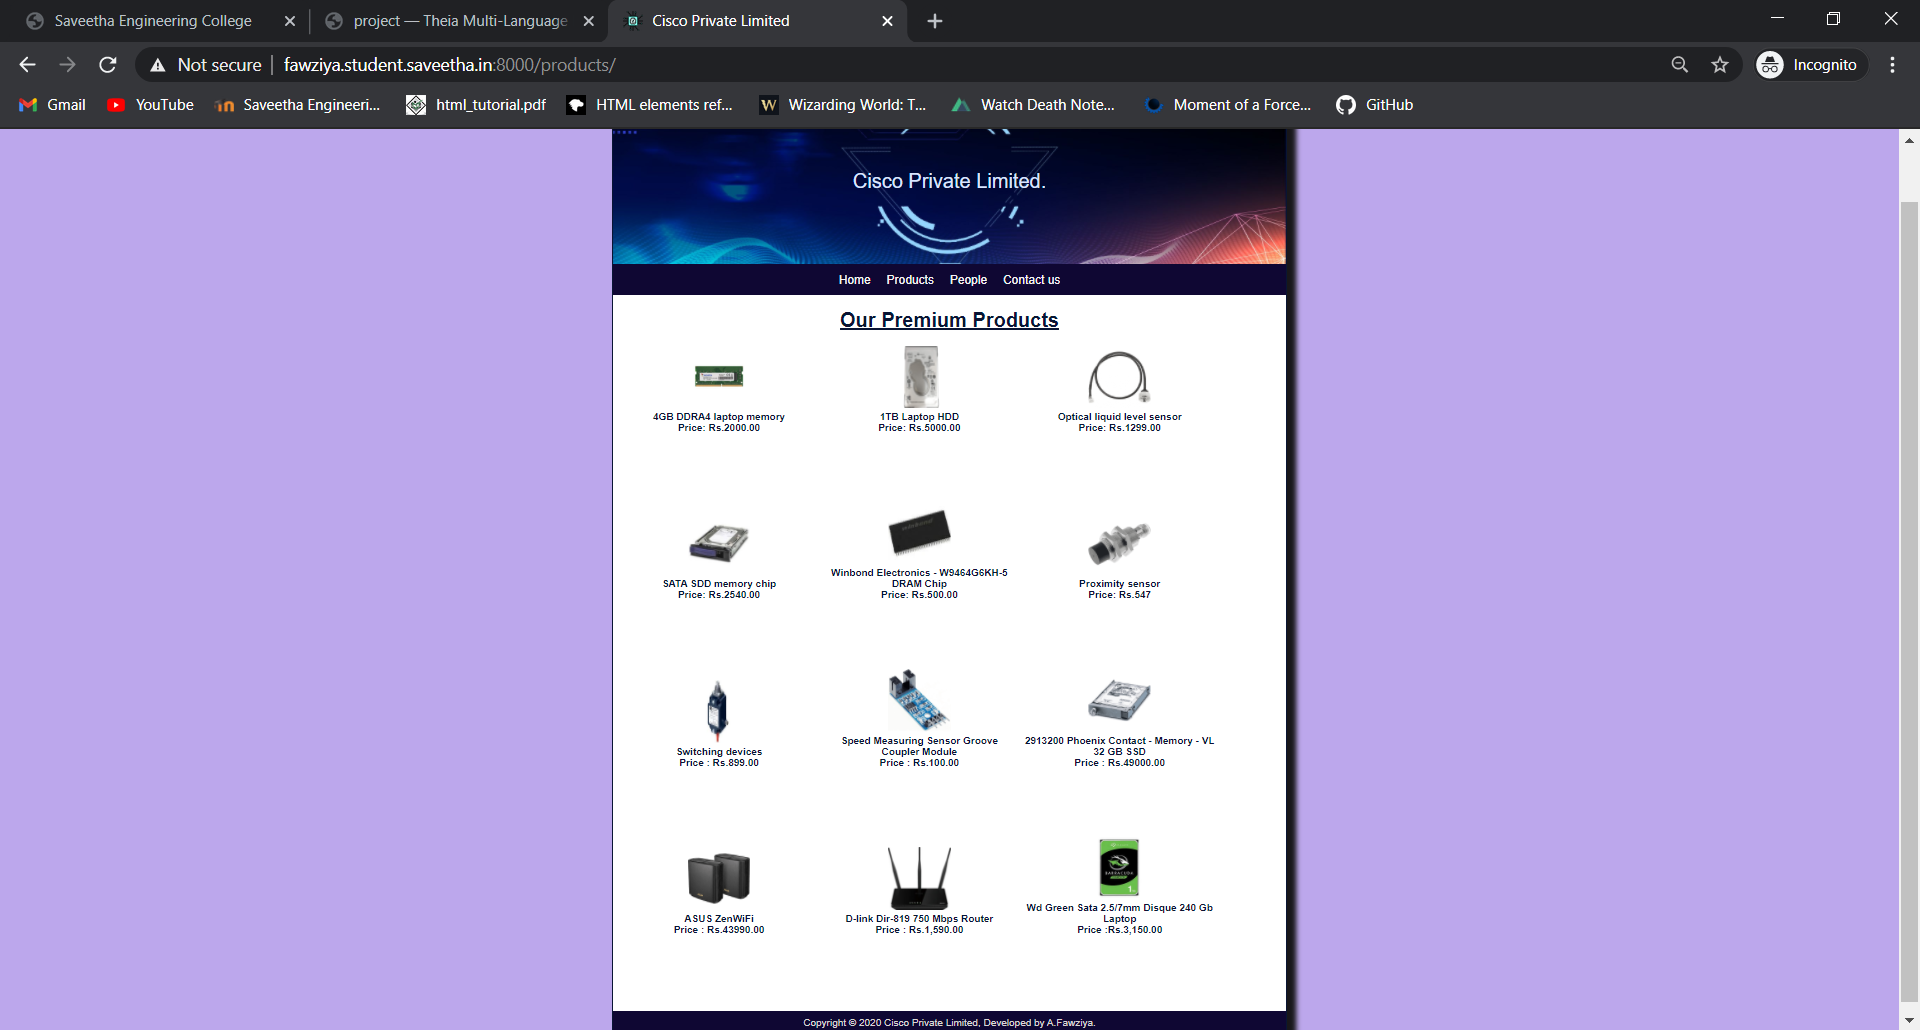 Saveetha Engineering College
project — Theia Multi-Language
Cisco Private Limited
Not secure
fawziya.student.saveetha.in:8000/products/
Incognito
Gmail
YouTube
Saveetha Engineeri...
html_tutorial.pdf
HTML elements ref...
Wizarding World: T...
Watch Death Note...
Moment of a Force...
GitHub
Cisco Private Limited.
Home Products People Contact us
Our Premium Products
4GB DDRA4 laptop memory
Price: Rs.2000.00
1TB Laptop HDD
Price: Rs.5000.00
Optical liquid level sensor
Price: Rs.1299.00
SATA SDD memory chip
Price: Rs.2540.00
Winbond Electronics - W9464G6KH-5
DRAM Chip
Price: Rs.500.00
Proximity sensor
Price: Rs.547
Switching devices
Price : Rs.899.00
Speed Measuring Sensor Groove
Coupler Module
Price : Rs.100.00
2913200 Phoenix Contact - Memory - VL
32 GB SSD
Price : Rs.49000.00
ASUS ZenWiFi
Price : Rs.43990.00
D-link Dir-819 750 Mbps Router
Price : Rs.1,590.00
BARRACUDA
Wd Green Sata 2.5/7mm Disque 240 Gb
Laptop
Price :Rs.3,150.00
Copyright © 2020 Cisco Private Limited, Developed by A.Fawziya.